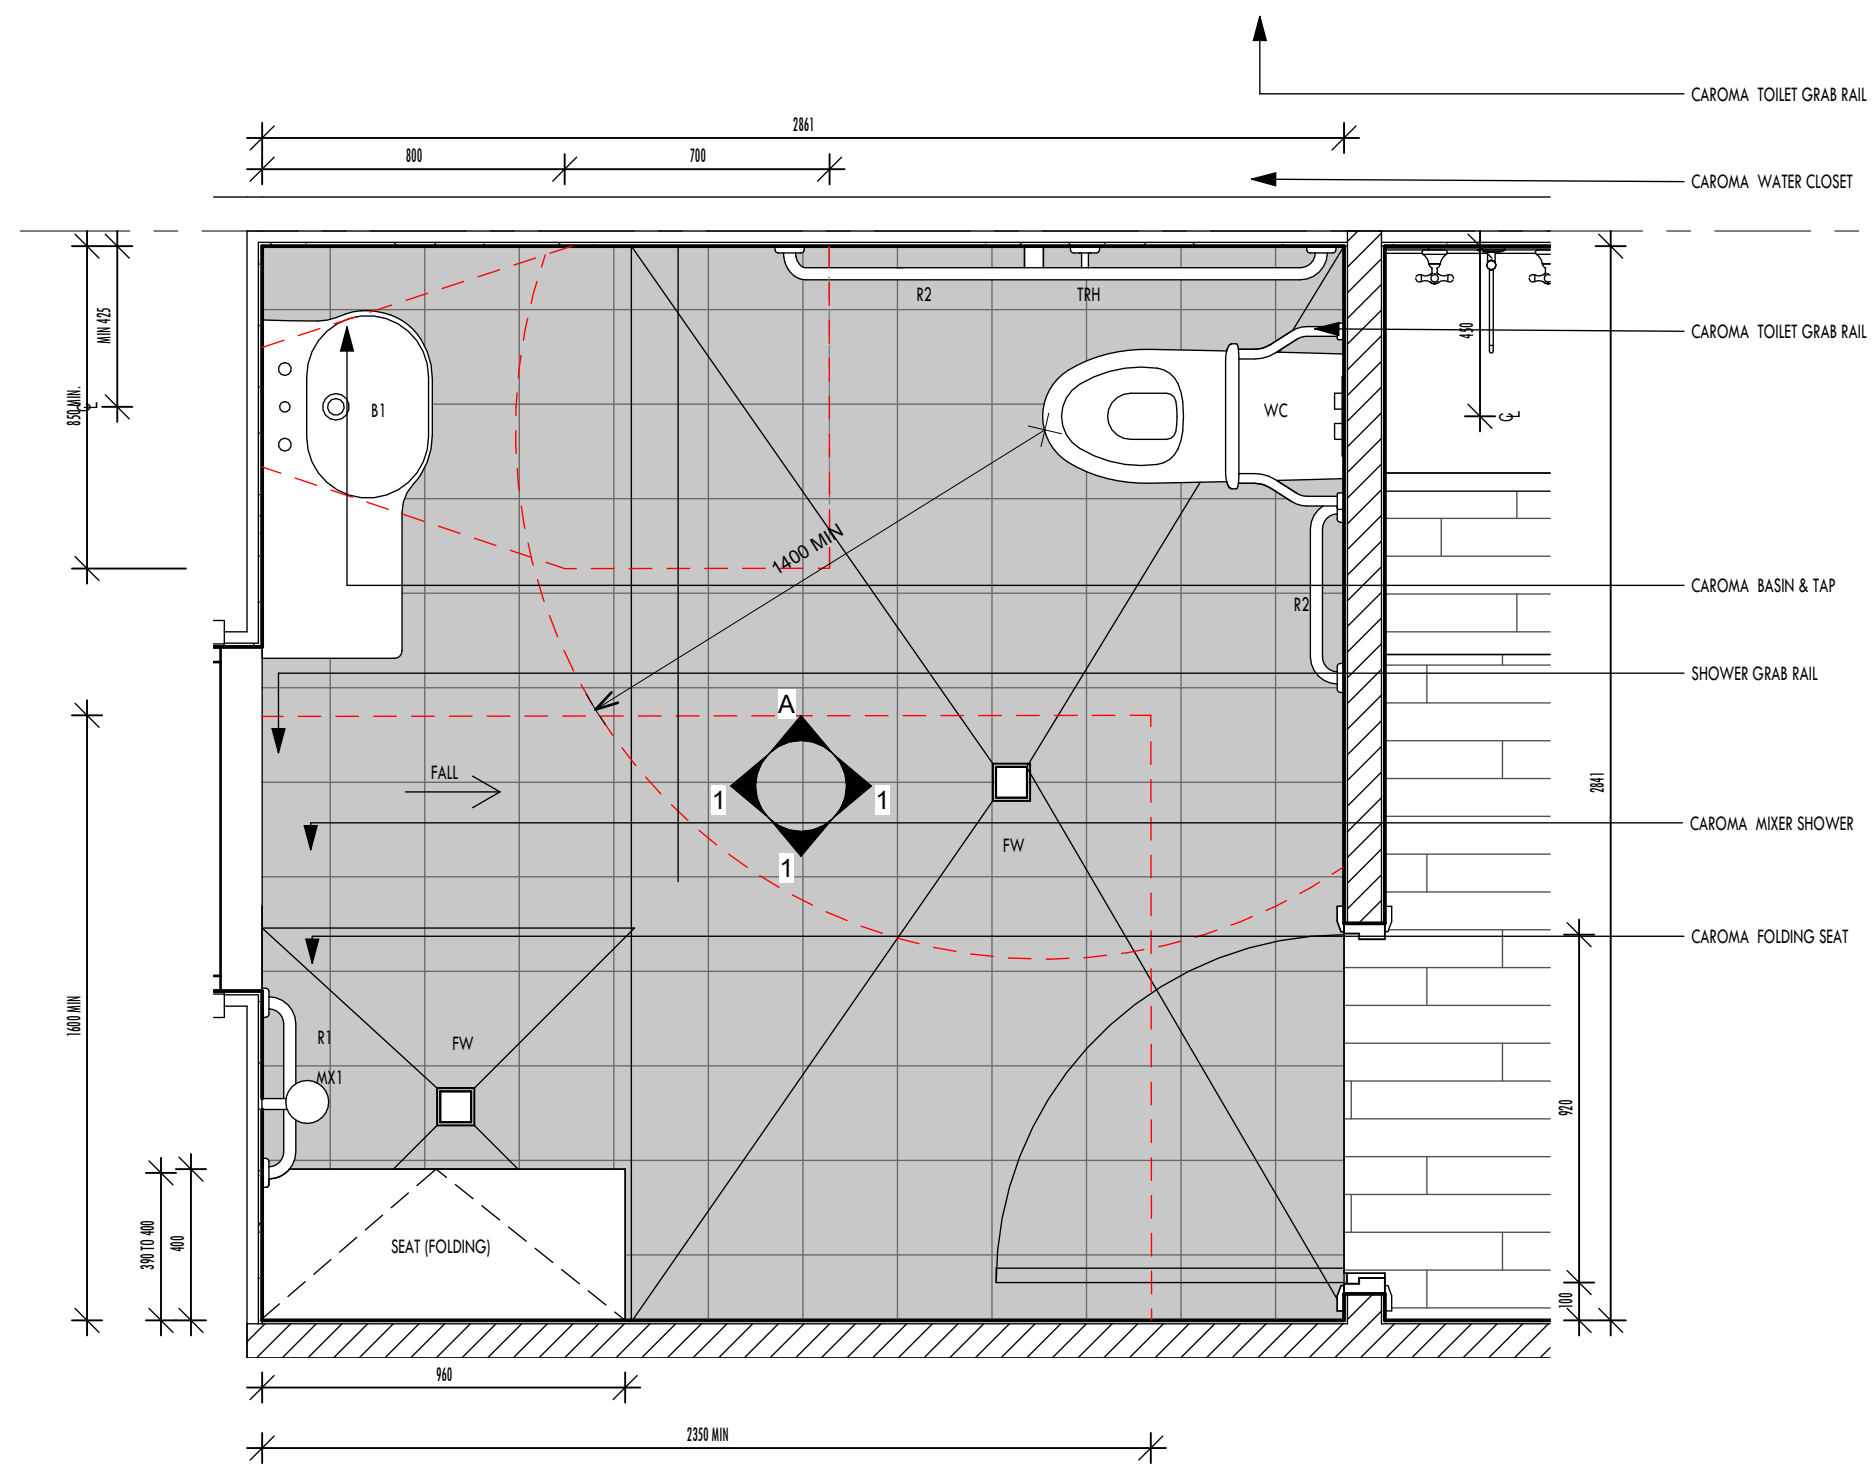 CAROMA TOILET GRAB RAIL
2861
800
700
CAROMA WATER CLOSET
MIN 425
850 MIN.
R2
TRH
450
CAROMA TOILET GRAB RAIL
B1
WC
CL
CL
1400 MIN
CAROMA BASIN & TAP
R2
SHOWER GRAB RAIL
A
FALL
1
1
2841
CAROMA MIXER SHOWER
FW
1
CAROMA FOLDING SEAT
1600 MIN
R1
FW
MX1
920
390 TO 400
400
SEAT (FOLDING)
100
960
2350 MIN